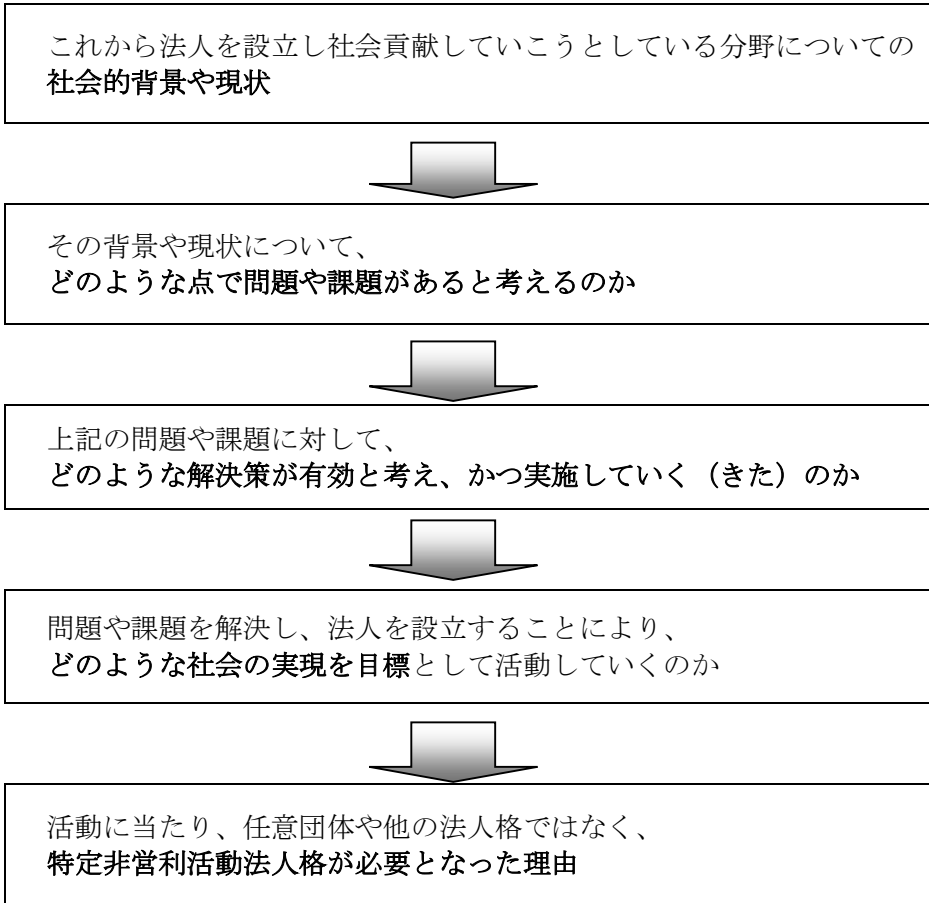 これから法人を設立し社会貢献していこうとしている分野についての
社会的背景や現状
その背景や現状について、
どのような点で問題や課題があると考えるのか
上記の問題や課題に対して、
どのような解決策が有効と考え、かつ実施していく（きた）のか
問題や課題を解決し、法人を設立することにより、
どのような社会の実現を目標として活動していくのか
活動に当たり、任意団体や他の法人格ではなく、
特定非営利活動法人格が必要となった理由